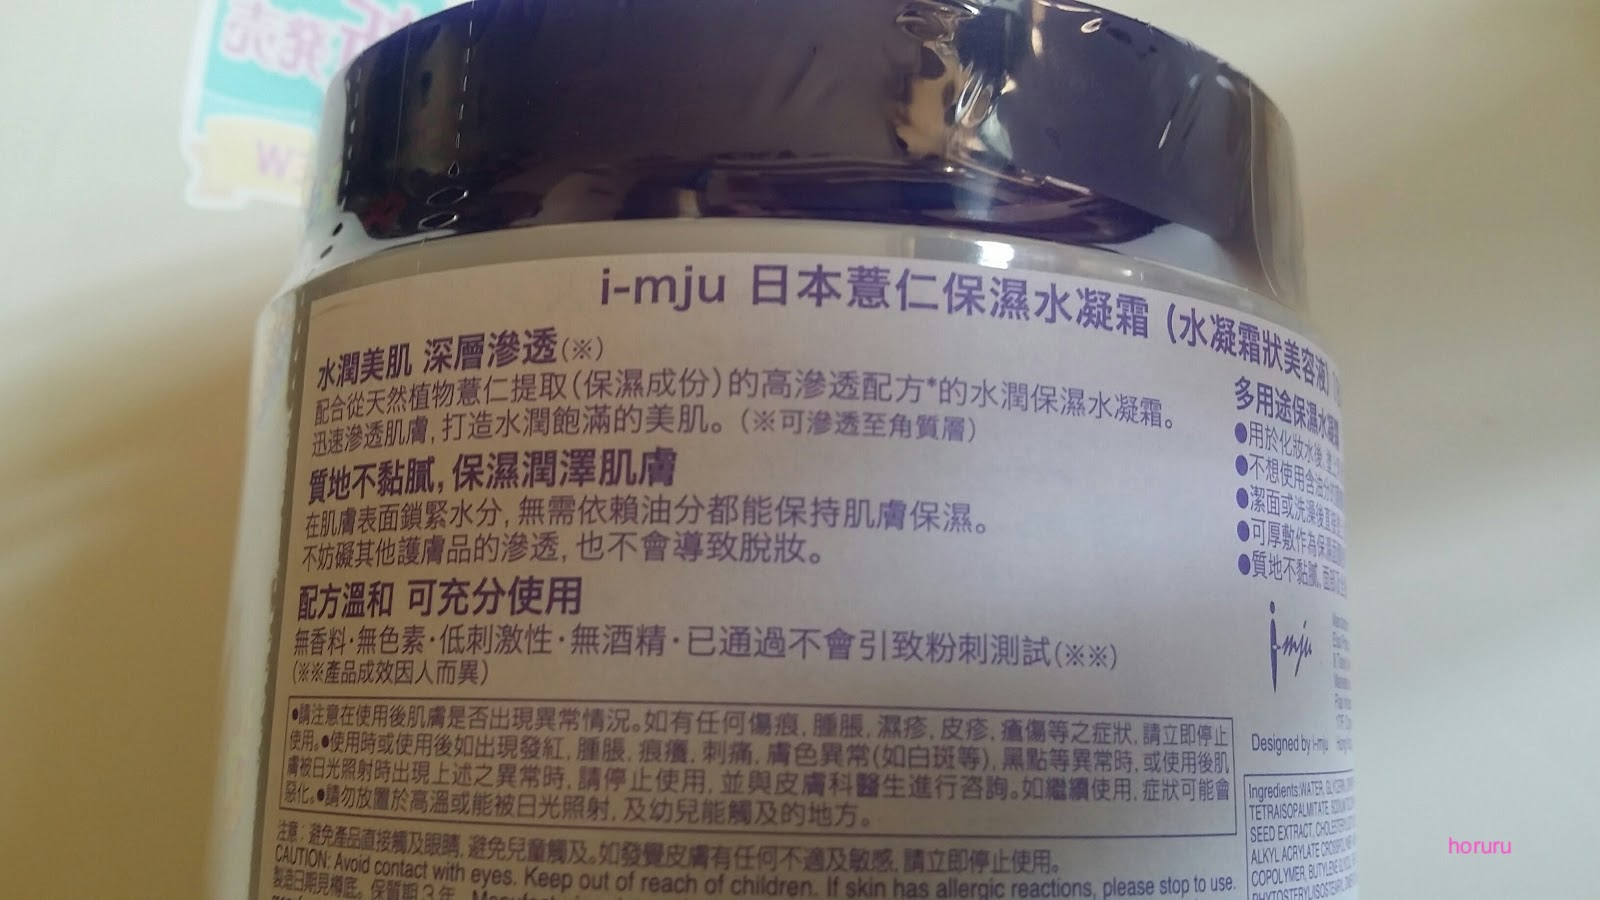 発売
i-mju 日本薏仁保濕水凝霜 (水凝霜狀美容液)
水潤美肌 深層滲透(※)
配合從天然植物薏仁提取(保濕成份)的高滲透配方*的水潤保濕水凝霜。
迅速滲透肌膚,打造水潤飽滿的美肌。(※可滲透至角質層)
質地不黏膩,保濕潤澤肌膚
在肌膚表面鎖緊水分,無需依賴油分都能保持肌膚保濕。
不妨礙其他護膚品的滲透,也不會導致脫妝。
配方溫和 可充分使用
無香料·無色素·低刺激性·無酒精·已通過不會引致粉刺測試(※※)
(※※產品成效因人而異)
●請注意在使用後肌膚是否出現異常情況。如有任何傷痕,腫脹,濕疹,皮疹,瘡傷等之症狀,請立即停止
使用。●使用時或使用後如出現發紅,腫脹,痕癢,刺痛,膚色異常(如白斑等),黑點等異常時,或使用後肌
膚被日光照射時出現上述之異常時,請停止使用,並與皮膚科醫生進行咨詢。如繼續使用,症狀可能會
惡化。●請勿放置於高溫或能被日光照射,及幼兒能觸及的地方。
注意:避免產品直接觸及眼睛,避免兒童觸及。如發覺皮膚有任何不適及敏感,請立即停止使用。
CAUTION: Avoid contact with eyes. Keep out of reach of children. If skin has allergic reactions, please stop to use.
製造日期見樽底。保質期3年。
多用途保濕水凝
●用於化妝水後,
●不想使用含油分
●潔面或洗澡後直接
●可厚敷作為保濕面膜
●質地不黏膩,面部及
i-mju
Designed by i-mju
Ingredients:WATER,
TETRAISOPALMITATE,
SEED EXTRACT,
ALKYL ACRYLATE
COPOLYMER, BUTYLENE
horuru